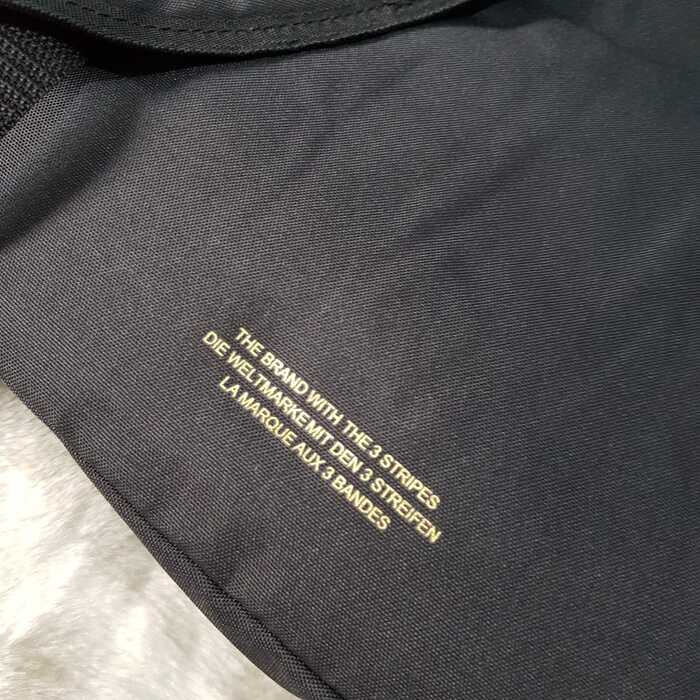 THE BRAND WITH THE 3 STRIPES
DIE WELTMARKE MIT DEN 3 STREIFEN
LA MARQUE AUX 3 BANDES